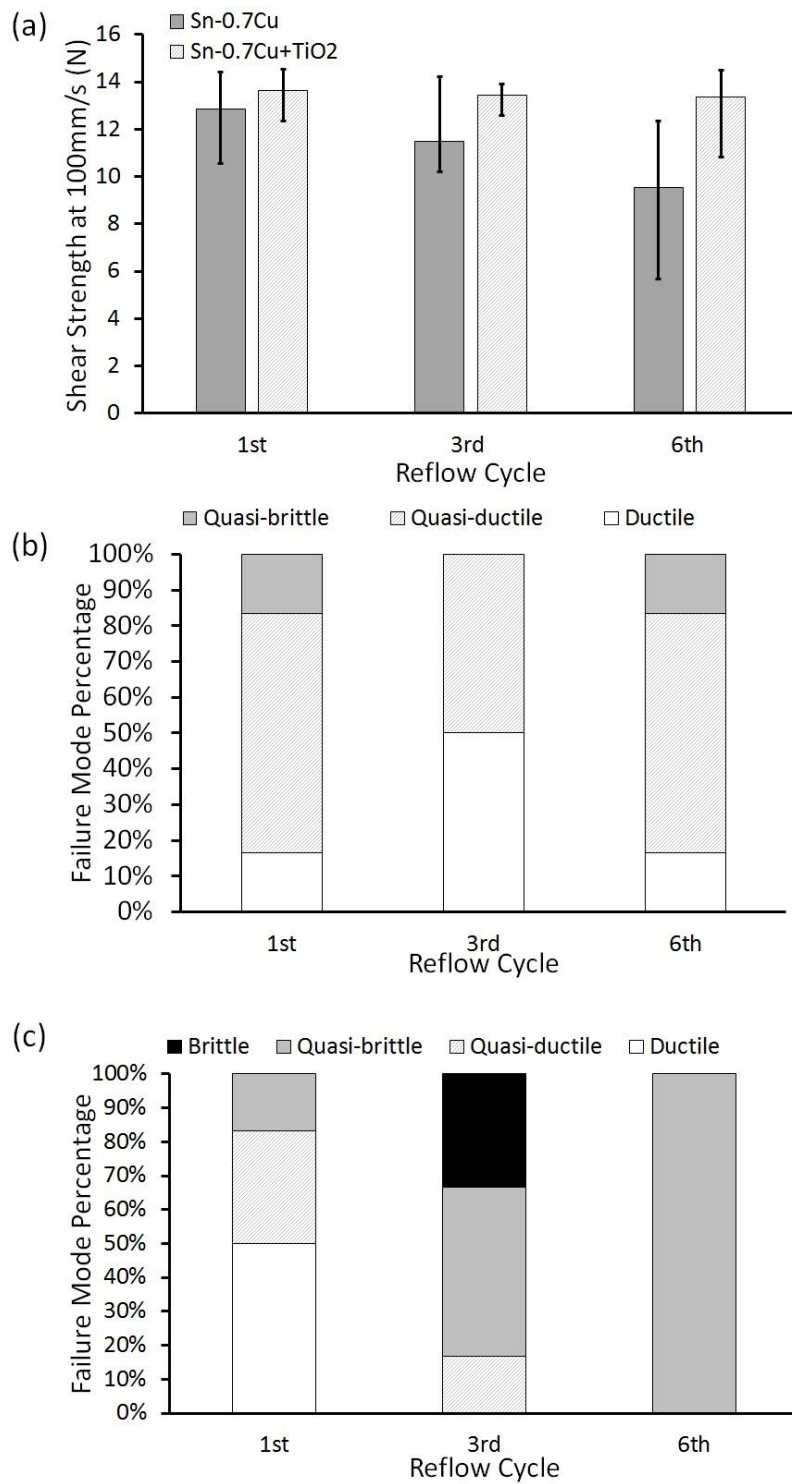 (a)
Sn-0.7Cu
Sn-0.7Cu+TiO2
Shear Strength at 100mm/s (N)
16
14
12
10
8
6
4
2
0
1st 3rd 6th
Reflow Cycle
(b)
Quasi-brittle Quasi-ductile Ductile
Failure Mode Percentage
100%
90%
80%
70%
60%
50%
40%
30%
20%
10%
0%
1st 3rd 6th
Reflow Cycle
(c)
Brittle Quasi-brittle Quasi-ductile Ductile
Failure Mode Percentage
100%
90%
80%
70%
60%
50%
40%
30%
20%
10%
0%
1st 3rd 6th
Reflow Cycle